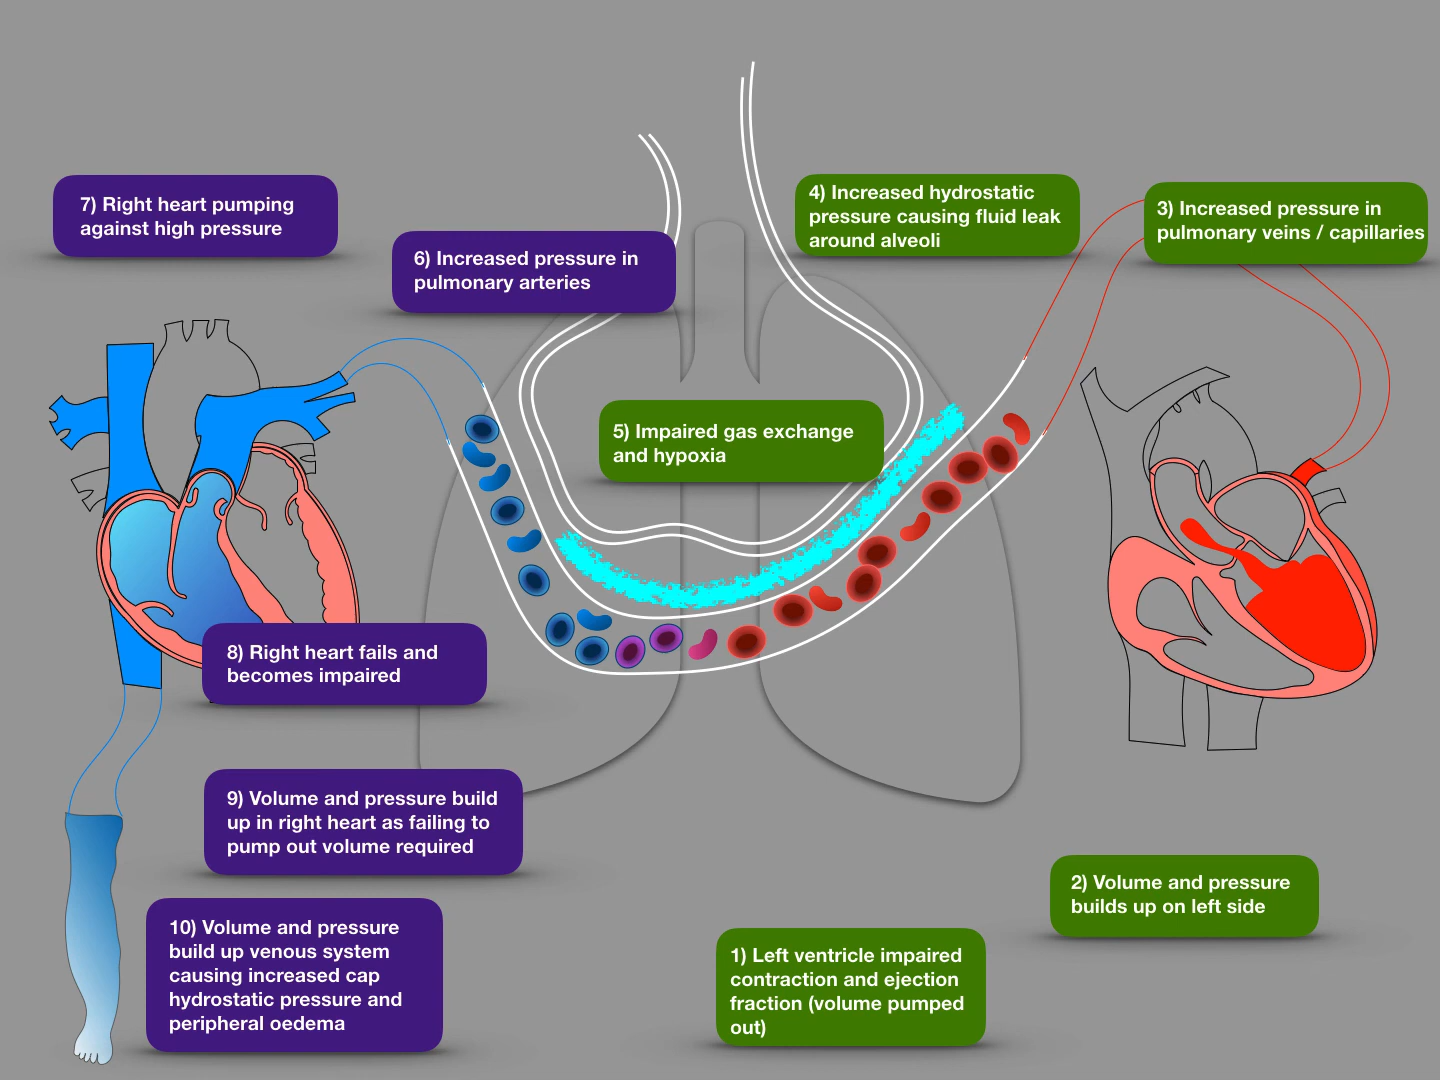 7) Right heart pumping
against high pressure
6) Increased pressure in
pulmonary arteries
4) Increased hydrostatic
pressure causing fluid leak
around alveoli
3) Increased pressure in
pulmonary veins / capillaries
5) Impaired gas exchange
and hypoxia
8) Right heart fails and
becomes impaired
9) Volume and pressure build
up in right heart as failing to
pump out volume required
10) Volume and pressure
build up venous system
causing increased cap
hydrostatic pressure and
peripheral oedema
1) Left ventricle impaired
contraction and ejection
fraction (volume pumped
out)
2) Volume and pressure
builds up on left side